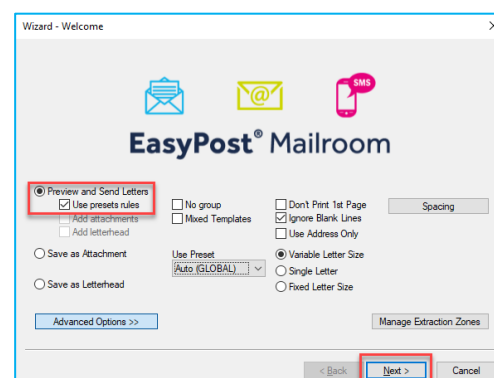 Wizard - Welcome
SMS
EasyPost® Mailroom
Preview and Send Letters
Use presets rules
No group
Don't Print 1st Page
Spacing
Add attachments
Mixed Templates
Ignore Blank Lines
Add letterhead
Use Address Only
Save as Attachment
Use Preset
Variable Letter Size
Auto (GLOBAL)
Single Letter
Save as Letterhead
Fixed Letter Size
Advanced Options >>
Manage Extraction Zones
< Back
Next >
Cancel